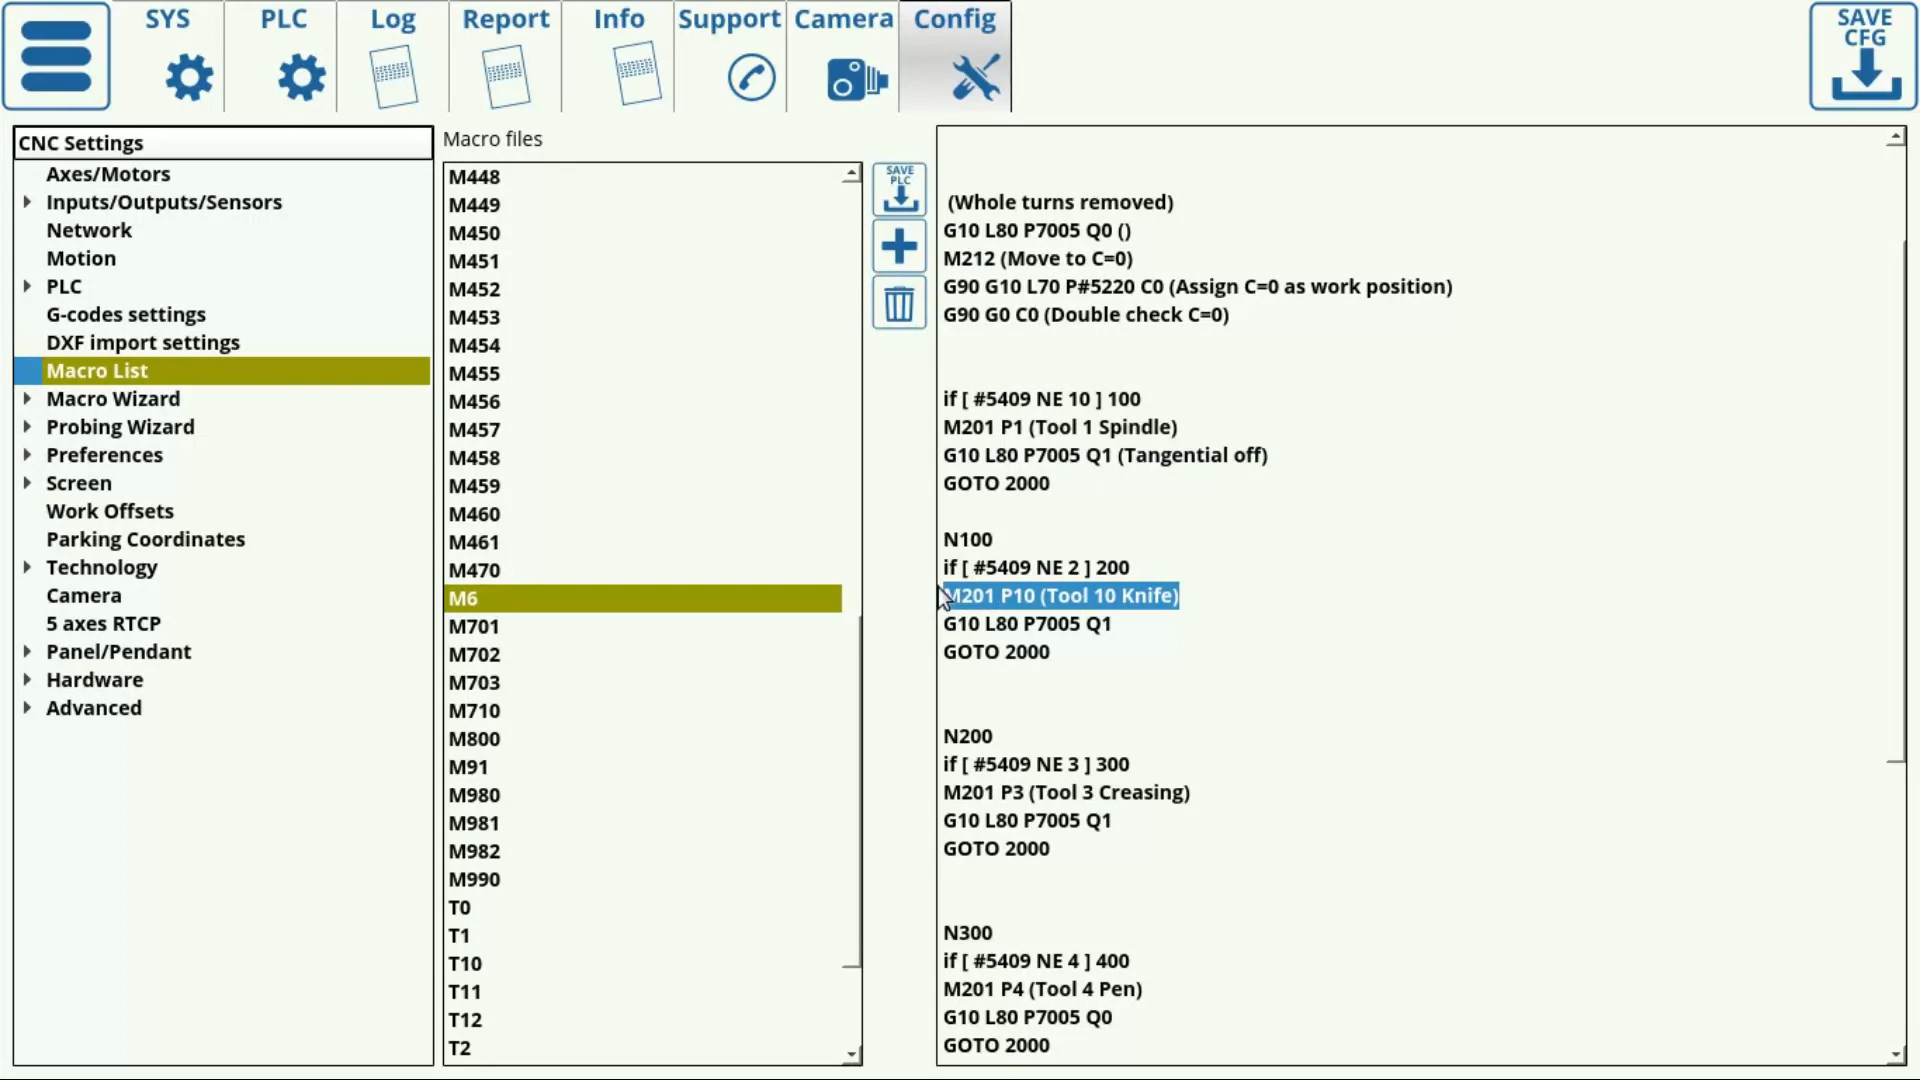 SYS
PLC
Log
Report
Info
Support
Camera
Config
SAVE
CFG
CNC Settings
Axes/Motors
Inputs/Outputs/Sensors
Network
Motion
PLC
G-codes settings
DXF import settings
Macro List
Macro Wizard
Probing Wizard
Preferences
Screen
Work Offsets
Parking Coordinates
Technology
Camera
5 axes RTCP
Panel/Pendant
Hardware
Advanced
Macro files
M448
M449
M450
M451
M452
M453
M454
M455
M456
M457
M458
M459
M460
M461
M470
M6
M701
M702
M703
M710
M800
M91
M980
M981
M982
M990
T0
T1
T10
T11
T12
T2
SAVE
PLC
(Whole turns removed)
G10 L80 P7005 Q0 ()
M212 (Move to C=0)
G90 G10 L70 P#5220 C0 (Assign C=0 as work position)
G90 G0 C0 (Double check C=0)
if [ #5409 NE 10 ] 100
M201 P1 (Tool 1 Spindle)
G10 L80 P7005 Q1 (Tangential off)
GOTO 2000
N100
if [ #5409 NE 2 ] 200
M201 P10 (Tool 10 Knife)
G10 L80 P7005 Q1
GOTO 2000
N200
if [ #5409 NE 3 ] 300
M201 P3 (Tool 3 Creasing)
G10 L80 P7005 Q1
GOTO 2000
N300
if [ #5409 NE 4 ] 400
M201 P4 (Tool 4 Pen)
G10 L80 P7005 Q0
GOTO 2000